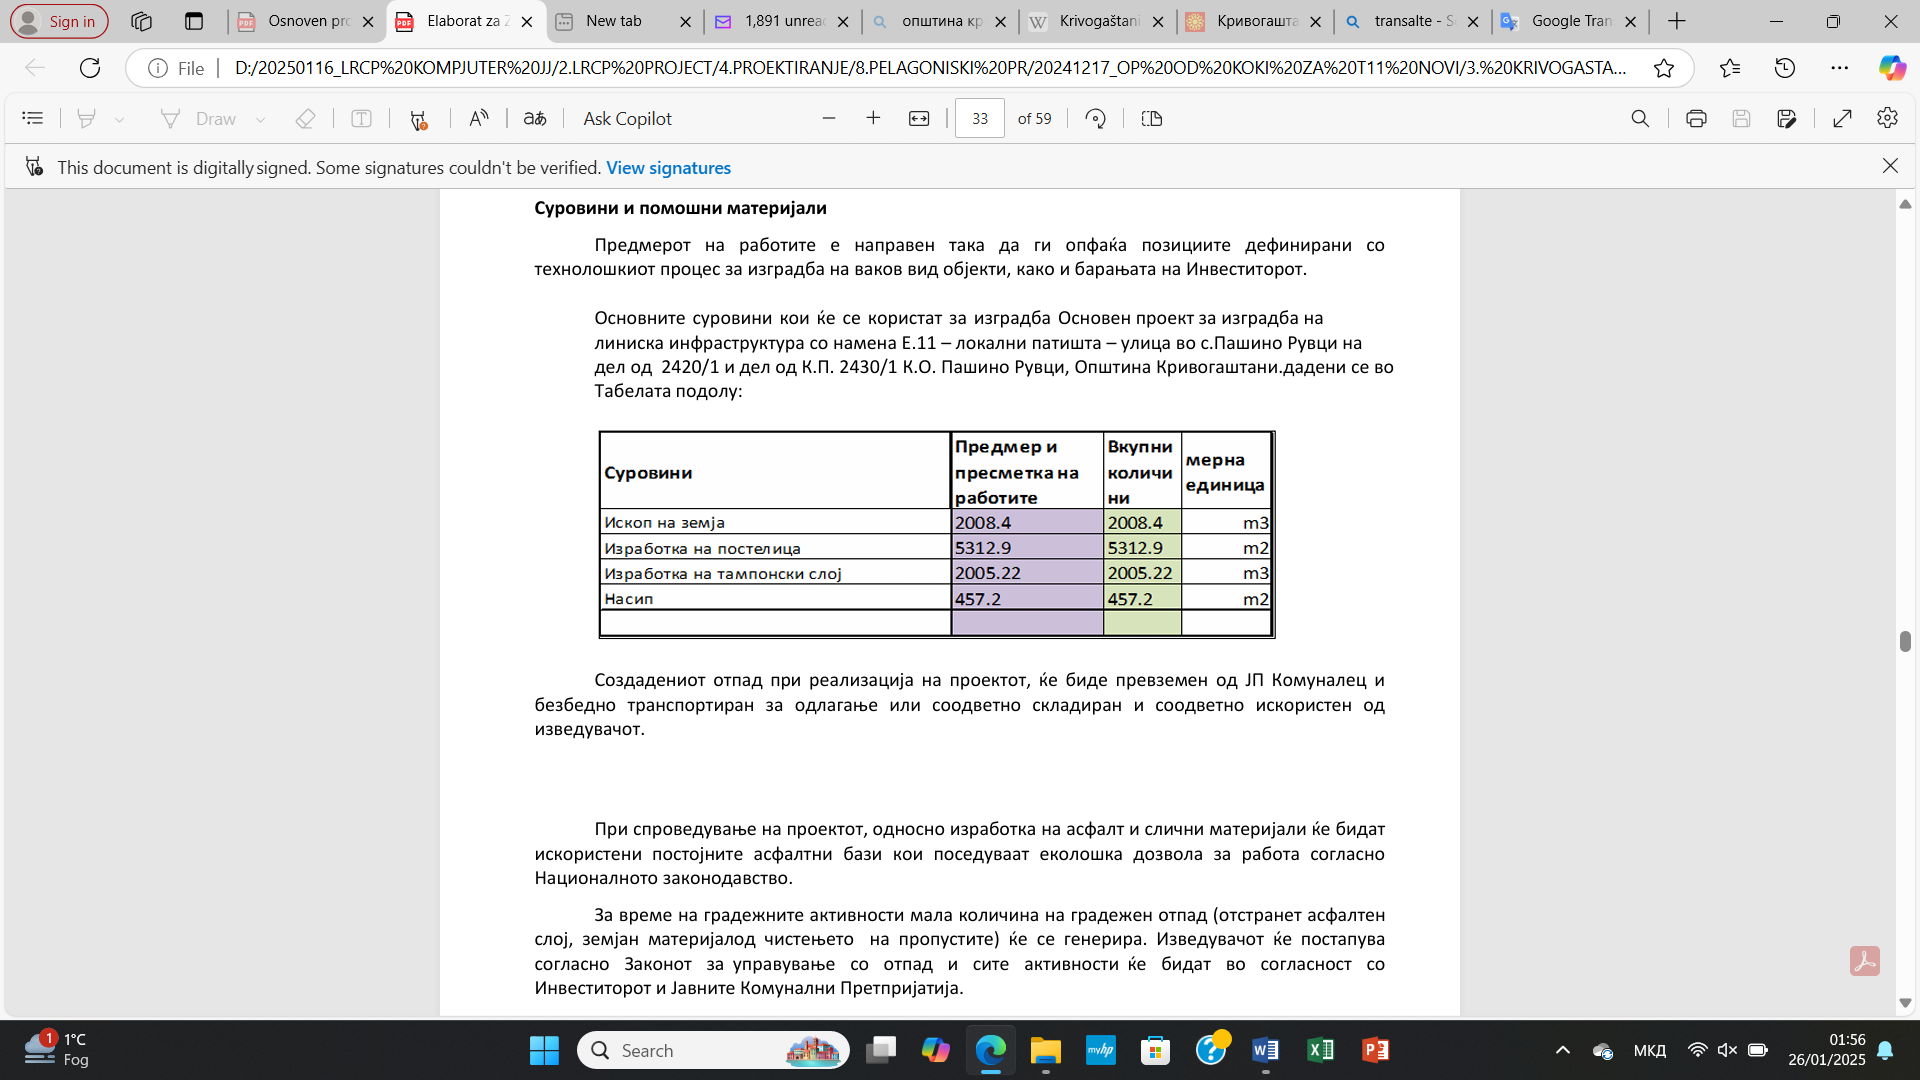 Sign in
Osnoven pro
Elaborat za Z
New tab
1,891 unread
општина кр
Krivogaštani
Кривогашта
transalte - Se
Google Tran
File
D:/20250116_LRCP%20KOMPJUTER%20JJ/2.LRCP%20PROJECT/4.PROEKTIRANJE/8.PELAGONISKI%20PR/20241217_OP%20OD%20KOKI%20ZA%20T11%20NOVI/3.%20KRIVOGASTA...
Draw
Ask Copilot
33
of 59
This document is digitally signed. Some signatures couldn't be verified. View signatures
Суровини и помошни материјали
Предмерот на работите е направен така да ги опфаќа позициите дефинирани со
технолошкиот процес за изградба на ваков вид објекти, како и барањата на Инвеститорот.
Основните суровини кои ќе се користат за изградба Основен проект за изградба на
линиска инфраструктура со намена Е.11 – локални патишта – улица во с.Пашино Рувци на
дел од 2420/1 и дел од К.П. 2430/1 К.О. Пашино Рувци, Општина Кривогаштани.дадени се во
Табелата подолу:
Суровини
Предмер и
пресметка на
работите
Вкупни
количи
ни
мерна
единица
Ископ на земја 2008.4 2008.4 m3
Изработка на постелица 5312.9 5312.9 m2
Изработка на тампонски слој 2005.22 2005.22 m3
Насип 457.2 457.2 m2
Создадениот отпад при реализација на проектот, ќе биде превземен од ЈП Комуналец и
безбедно транспортиран за одлагање или соодветно складиран и соодветно искористен од
изведувачот.
При спроведување на проектот, односно изработка на асфалт и слични материјали ќе бидат
искористени постојните асфалтни бази кои поседуваат еколошка дозвола за работа согласно
Националното законодавство.
За време на градежните активности мала количина на градежен отпад (отстранет асфалтен
слој, земјан материјалод чистењето на пропустите) ќе се генерира. Изведувачот ќе постапува
согласно Законот за управување со отпад и сите активности ќе бидат во согласност со
Инвеститорот и Јавните Комунални Претпријатија.
1
1°C
Fog
Search
myhp
МКД
01:56
26/01/2025